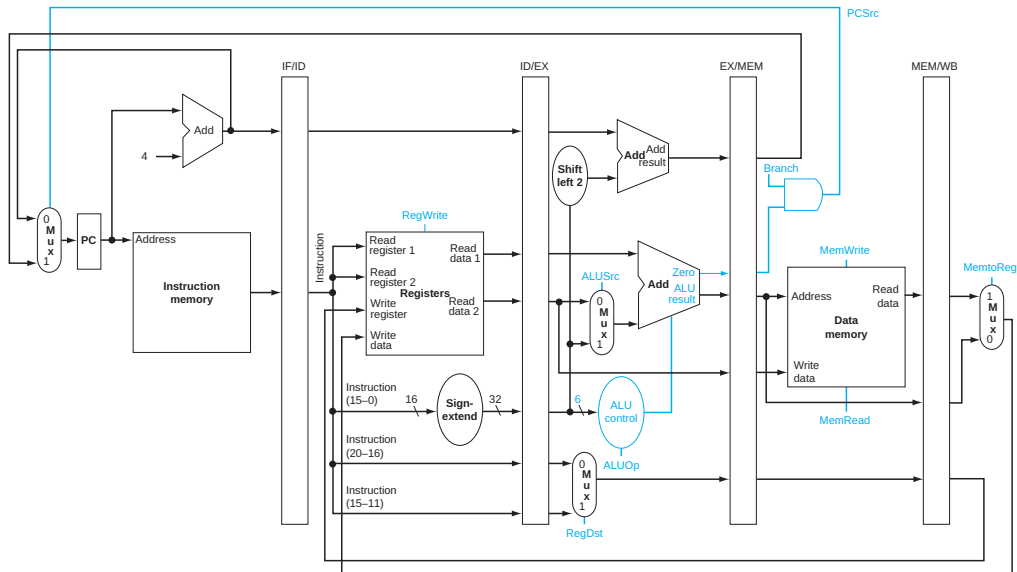 PCSrc
IF/ID
ID/EX
EX/MEM
MEM/WB
Add
4
Add
Add
result
Shift
left 2
Branch
RegWrite
0
M
u
x
1
PC
Address
Instruction
memory
Instruction
Read
register 1
Read
register 2
Write
register
Write
data
Registers
Read
data 1
Read
data 2
ALUSrc
0
M
u
x
1
Add
Zero
ALU
result
MemWrite
Address
Read
data
Data
memory
Write
data
MemRead
MemtoReg
1
M
u
x
0
Instruction
(15–0)
16
Sign-
extend
32
6
ALU
control
ALUOp
Instruction
(20–16)
Instruction
(15–11)
0
M
u
x
1
RegDst